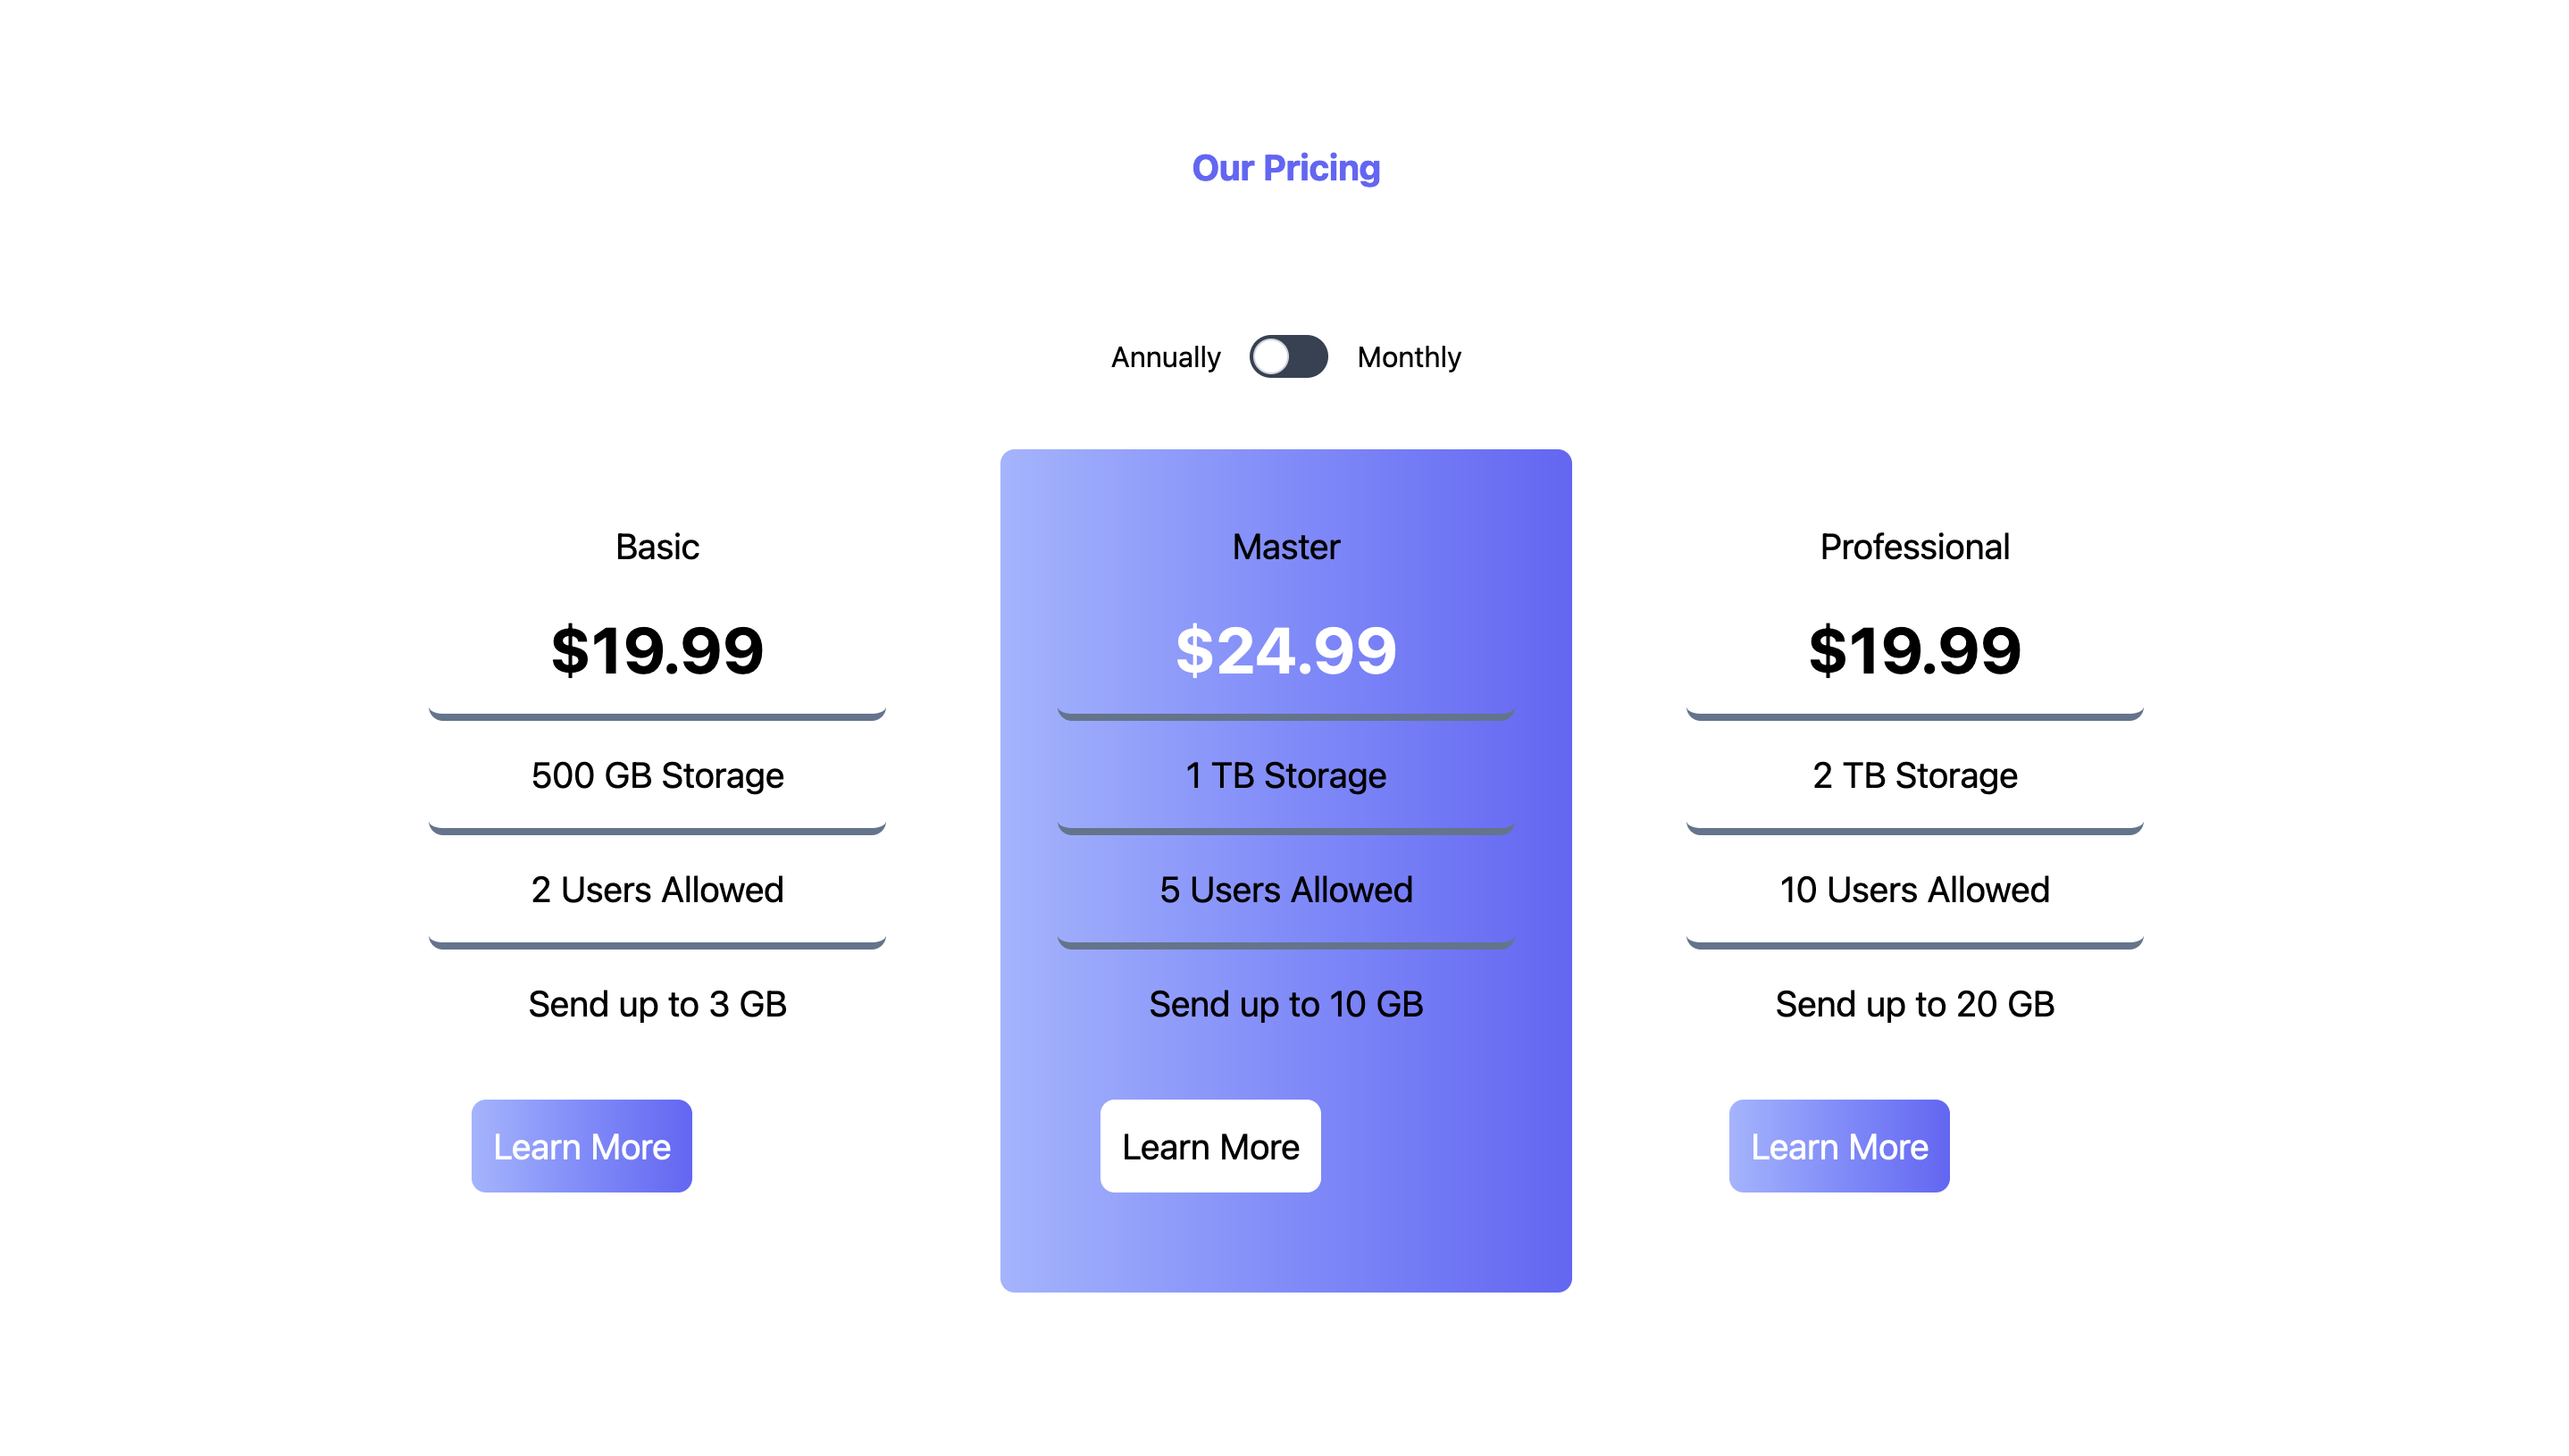 Our Pricing
Annually
Monthly
Basic
$19.99
500 GB Storage
2 Users Allowed
Send up to 3 GB
Learn More
Master
$24.99
1 TB Storage
5 Users Allowed
Send up to 10 GB
Learn More
Professional
$19.99
2 TB Storage
10 Users Allowed
Send up to 20 GB
Learn More